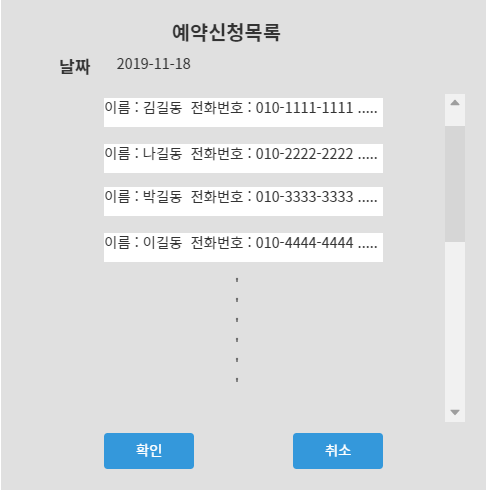 예약신청목록
날짜 2019-11-18
이름 : 김길동 전화번호 : 010-1111-1111 .....
이름 : 나길동 전화번호 : 010-2222-2222 .....
이름 : 박길동 전화번호 : 010-3333-3333 .....
이름 : 이길동 전화번호 : 010-4444-4444 .....
'
'
'
'
'
'
확인 취소